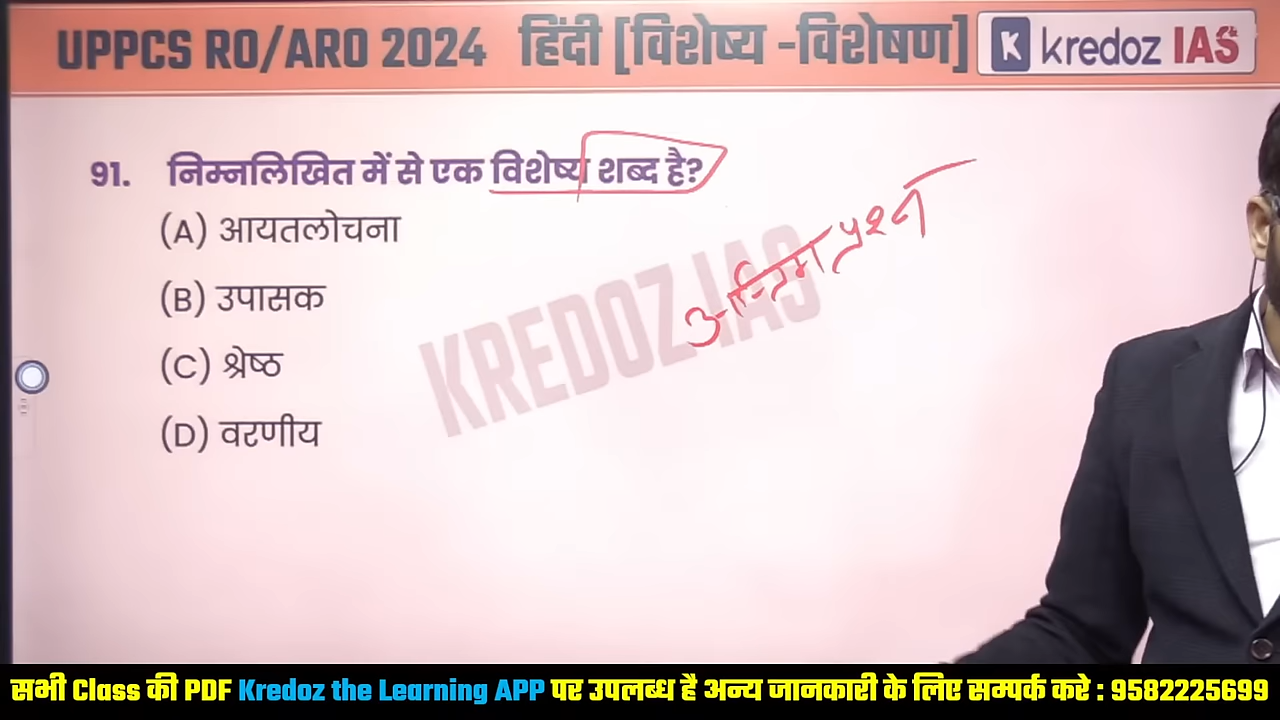 UPPCS RO/ARO 2024 हिंदी [विशेष्य -विशेषण]
K kredoz IAS
91. निम्नलिखित में से एक विशेष्य शब्द है?
(A) आयतलोचना
(B) उपासक
(C) श्रेष्ठ
(D) वरणीय
अन्तिम प्रश्न
KREDOZ IAS
सभी Class की PDF Kredoz the Learning APP पर उपलब्ध है अन्य जानकारी के लिए सम्पर्क करे : 9582225699